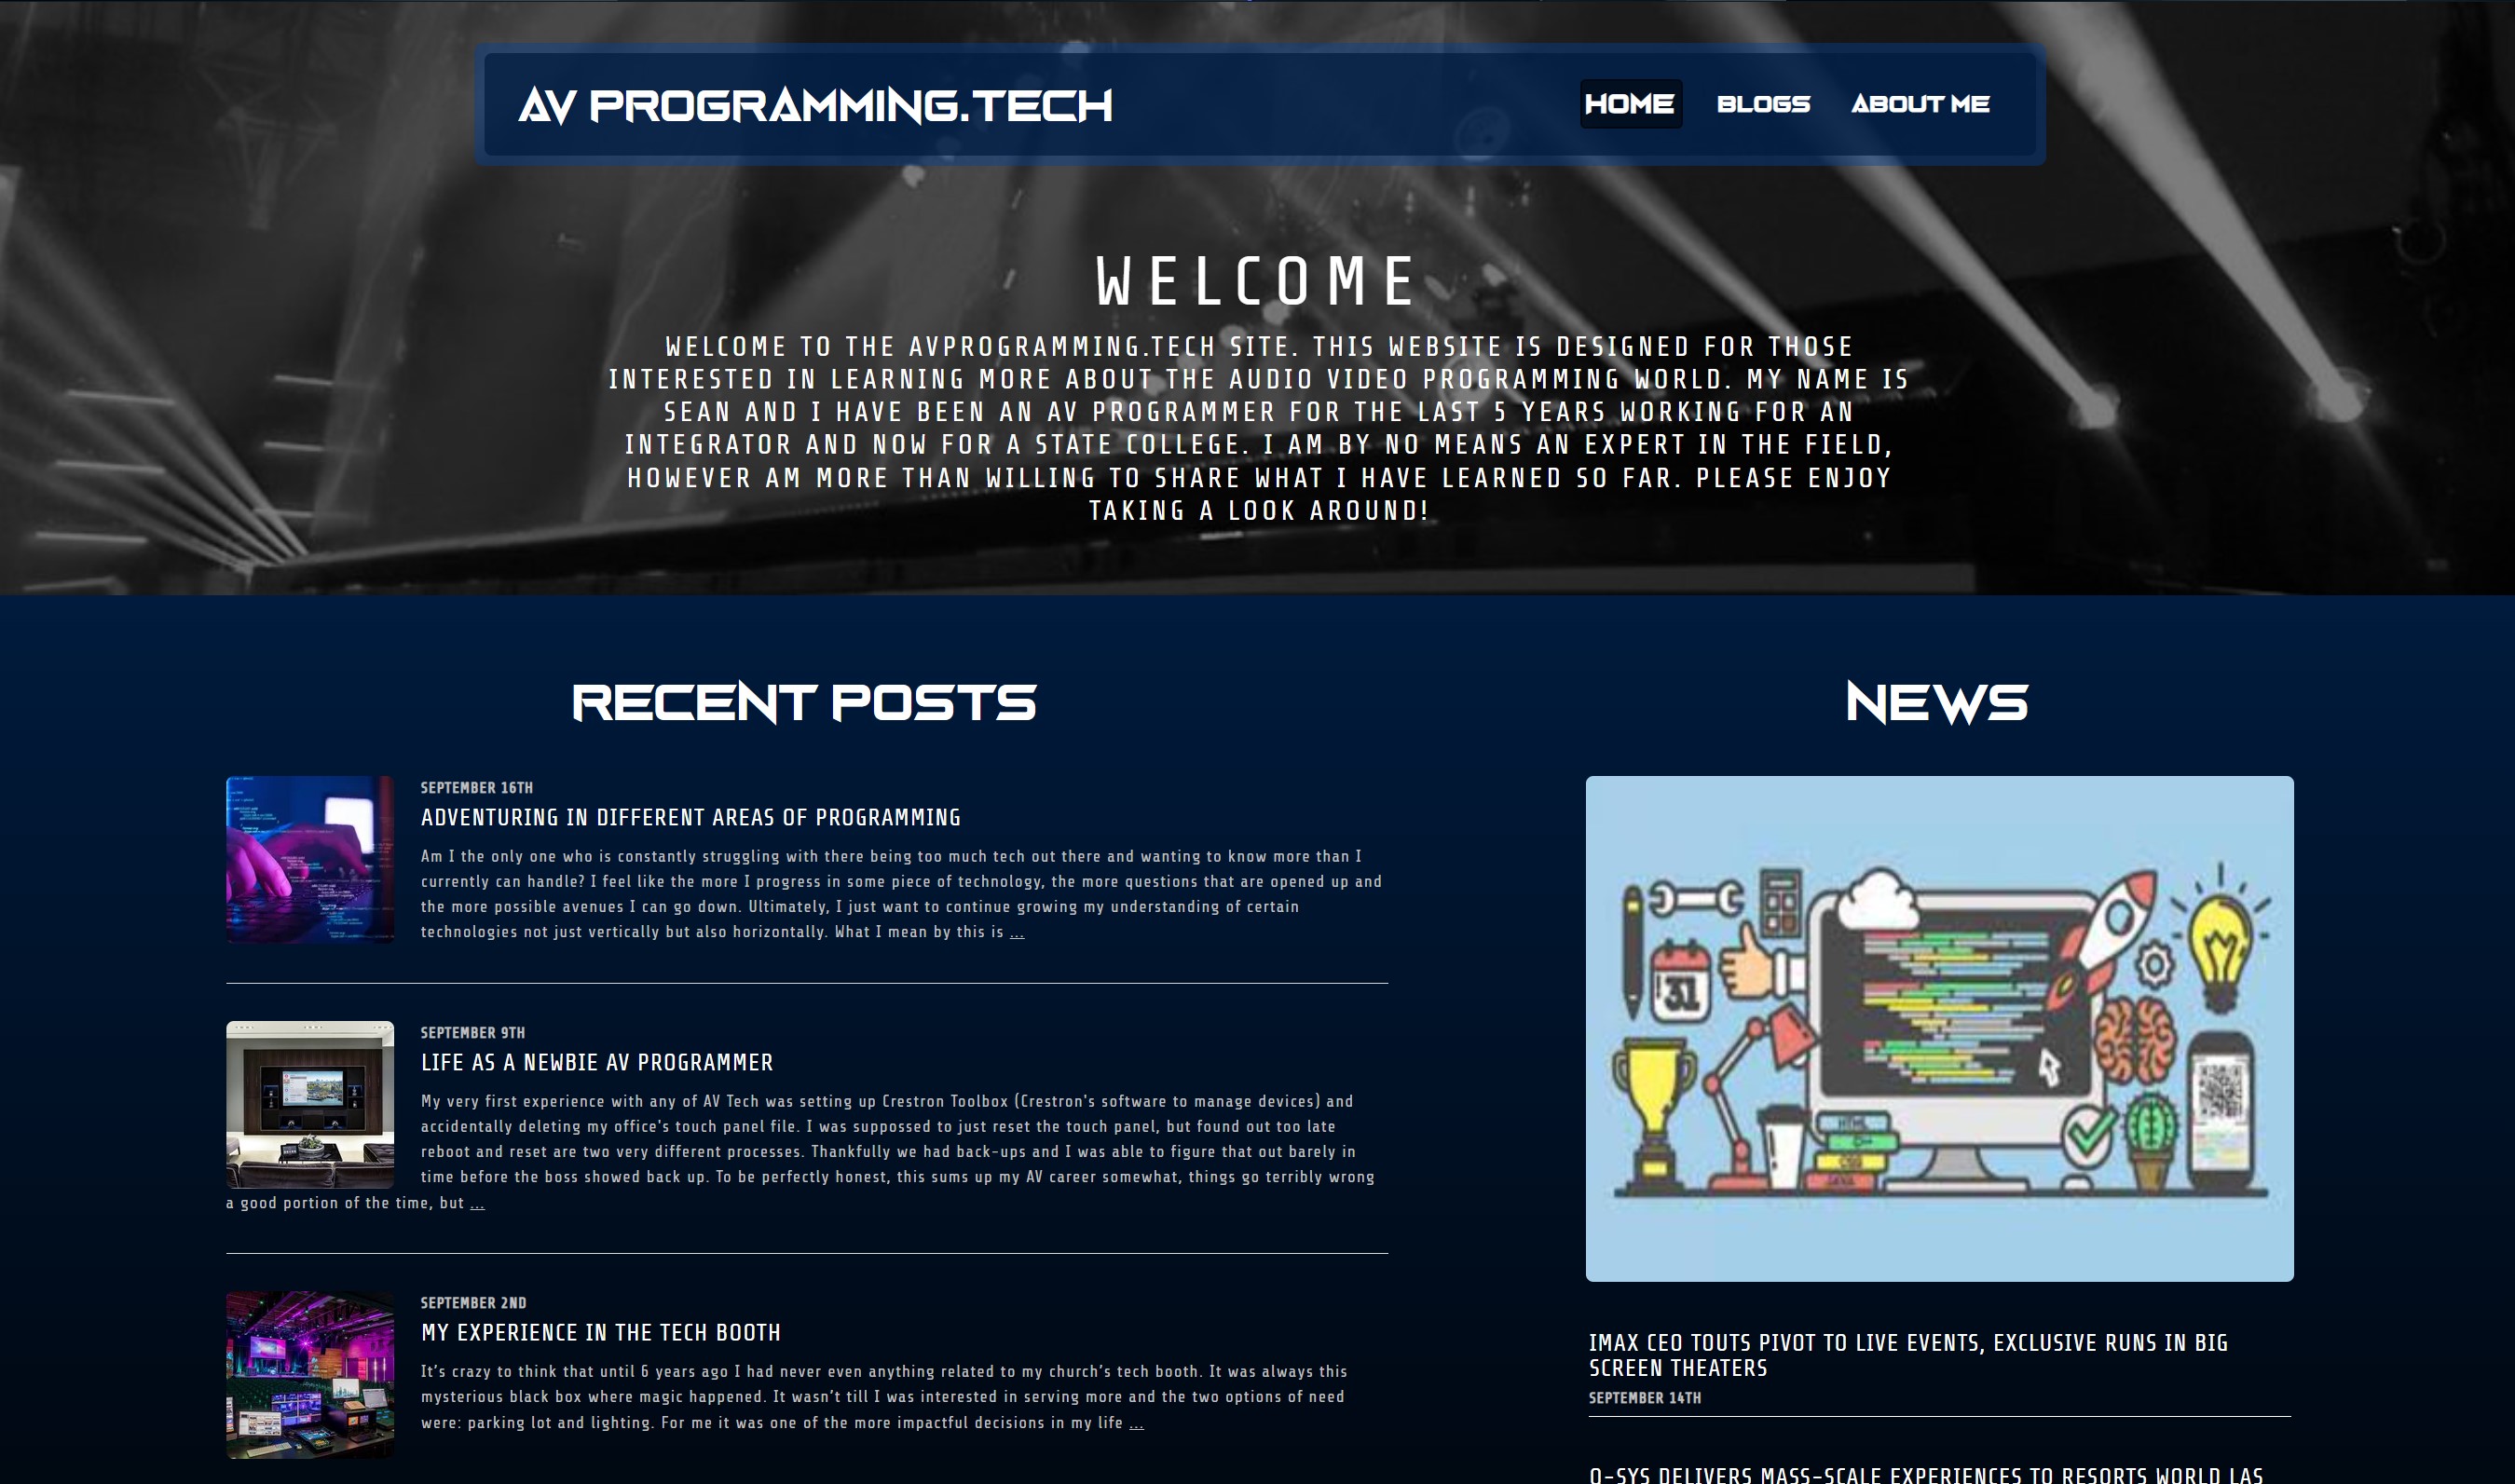 AV PROGRAMMING.TECH
HOME
BLOGS
ABOUT ME
WELCOME
WELCOME TO THE AVPROGRAMMING.TECH SITE. THIS WEBSITE IS DESIGNED FOR THOSE
INTERESTED IN LEARNING MORE ABOUT THE AUDIO VIDEO PROGRAMMING WORLD. MY NAME IS
SEAN AND I HAVE BEEN AN AV PROGRAMMER FOR THE LAST 5 YEARS WORKING FOR AN
INTEGRATOR AND NOW FOR A STATE COLLEGE. I AM BY NO MEANS AN EXPERT IN THE FIELD,
HOWEVER AM MORE THAN WILLING TO SHARE WHAT I HAVE LEARNED SO FAR. PLEASE ENJOY
TAKING A LOOK AROUND!
RECENT POSTS
SEPTEMBER 16TH
ADVENTURING IN DIFFERENT AREAS OF PROGRAMMING
Am I the only one who is constantly struggling with there being too much tech out there and wanting to know more than I
currently can handle? I feel like the more I progress in some piece of technology, the more questions that are opened up and
the more possible avenues I can go down. Ultimately, I just want to continue growing my understanding of certain
technologies not just vertically but also horizontally. What I mean by this is ...
SEPTEMBER 9TH
LIFE AS A NEWBIE AV PROGRAMMER
My very first experience with any of AV Tech was setting up Crestron Toolbox (Crestron's software to manage devices) and
accidentally deleting my office's touch panel file. I was suppossed to just reset the touch panel, but found out too late
reboot and reset are two very different processes. Thankfully we had back-ups and I was able to figure that out barely in
time before the boss showed back up. To be perfectly honest, this sums up my AV career somewhat, things go terribly wrong
a good portion of the time, but ...
SEPTEMBER 2ND
MY EXPERIENCE IN THE TECH BOOTH
It’s crazy to think that until 6 years ago I had never even anything related to my church’s tech booth. It was always this
mysterious black box where magic happened. It wasn’t till I was interested in serving more and the two options of need
were: parking lot and lighting. For me it was one of the more impactful decisions in my life ...
NEWS
31
HTML
C++
CSS
JAVA
IMAX CEO TOUTS PIVOT TO LIVE EVENTS, EXCLUSIVE RUNS IN BIG
SCREEN THEATERS
SEPTEMBER 14TH
Q-SYS DELIVERS MASS-SCALE EXPERIENCES TO RESORTS WORLD LAS